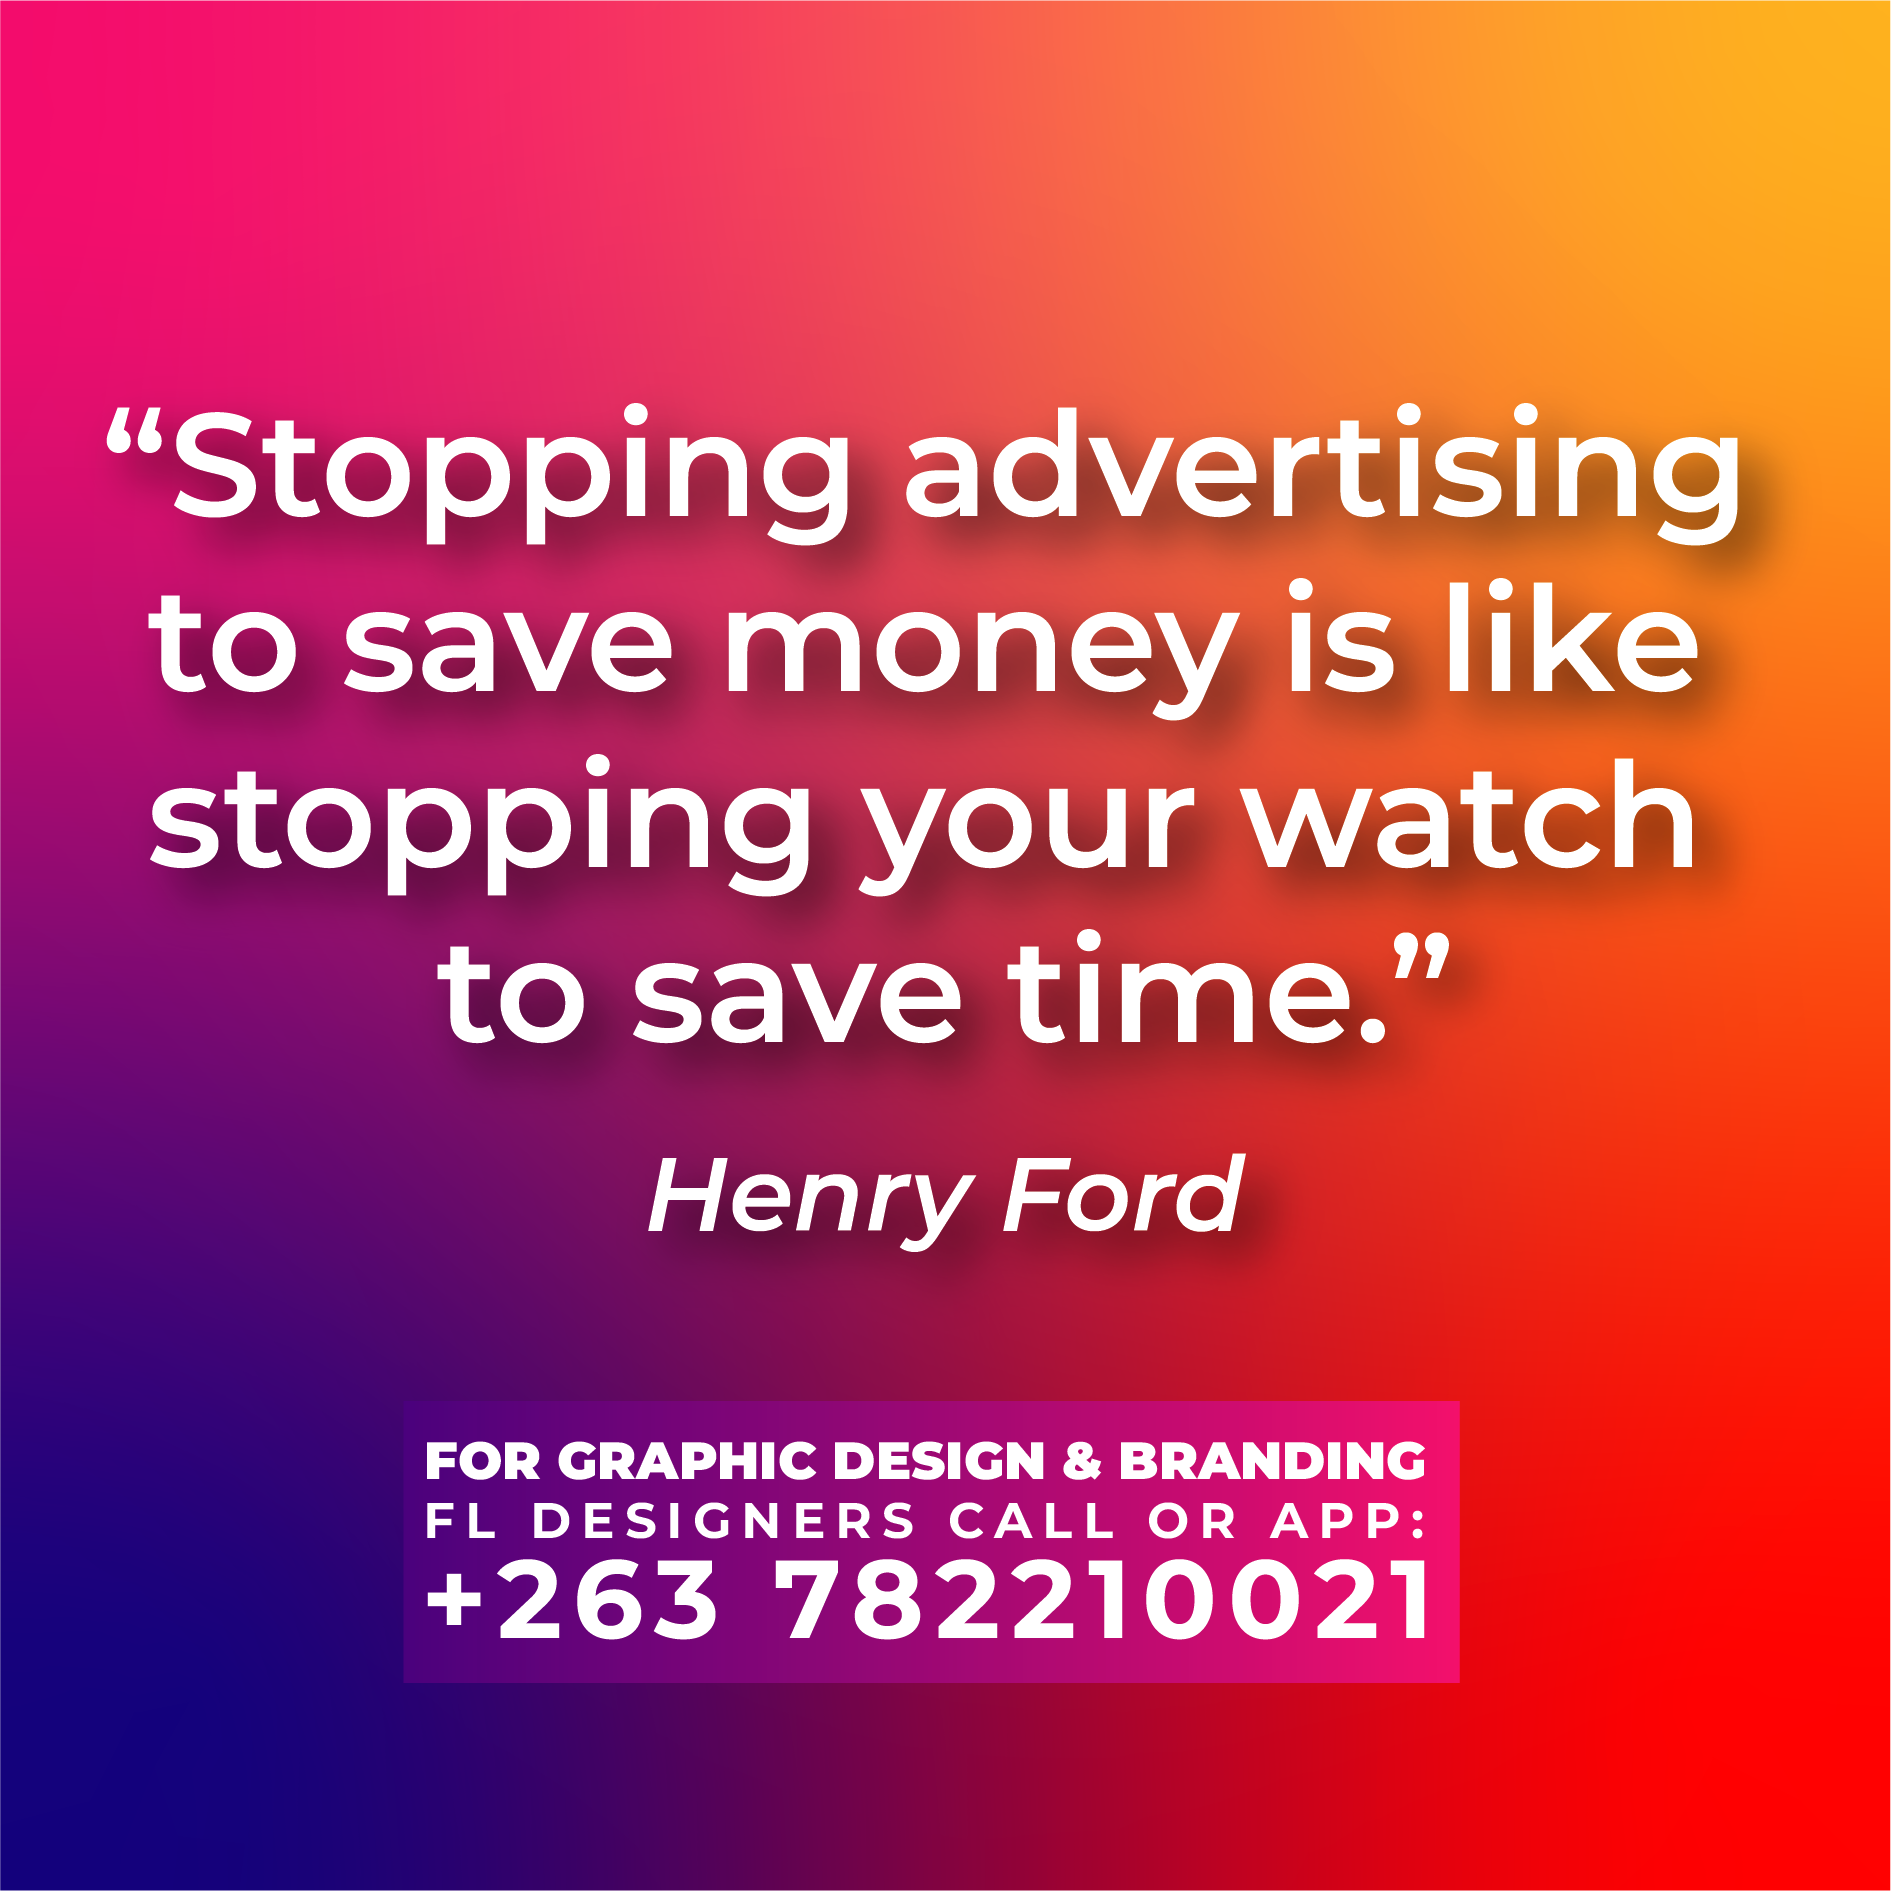 “Stopping advertising
to save money is like
stopping your watch
to save time.”
Henry Ford
FOR GRAPHIC DESIGN & BRANDING
FL DESIGNERS CALL OR APP:
+263 782210021